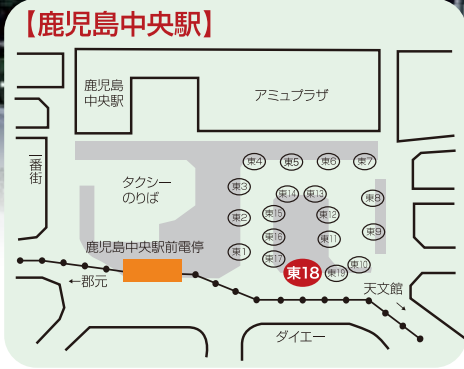 【鹿児島中央駅】
鹿児島
中央駅
アミュプラザ
一番街
タクシー
のりば
東4
東5
東6
東7
東3
東14
東13
東8
東2
東15
東12
東16
東11
東9
東1
東17
東10
鹿児島中央駅前電停
東18
東19
←郡元
天文館
ダイエー